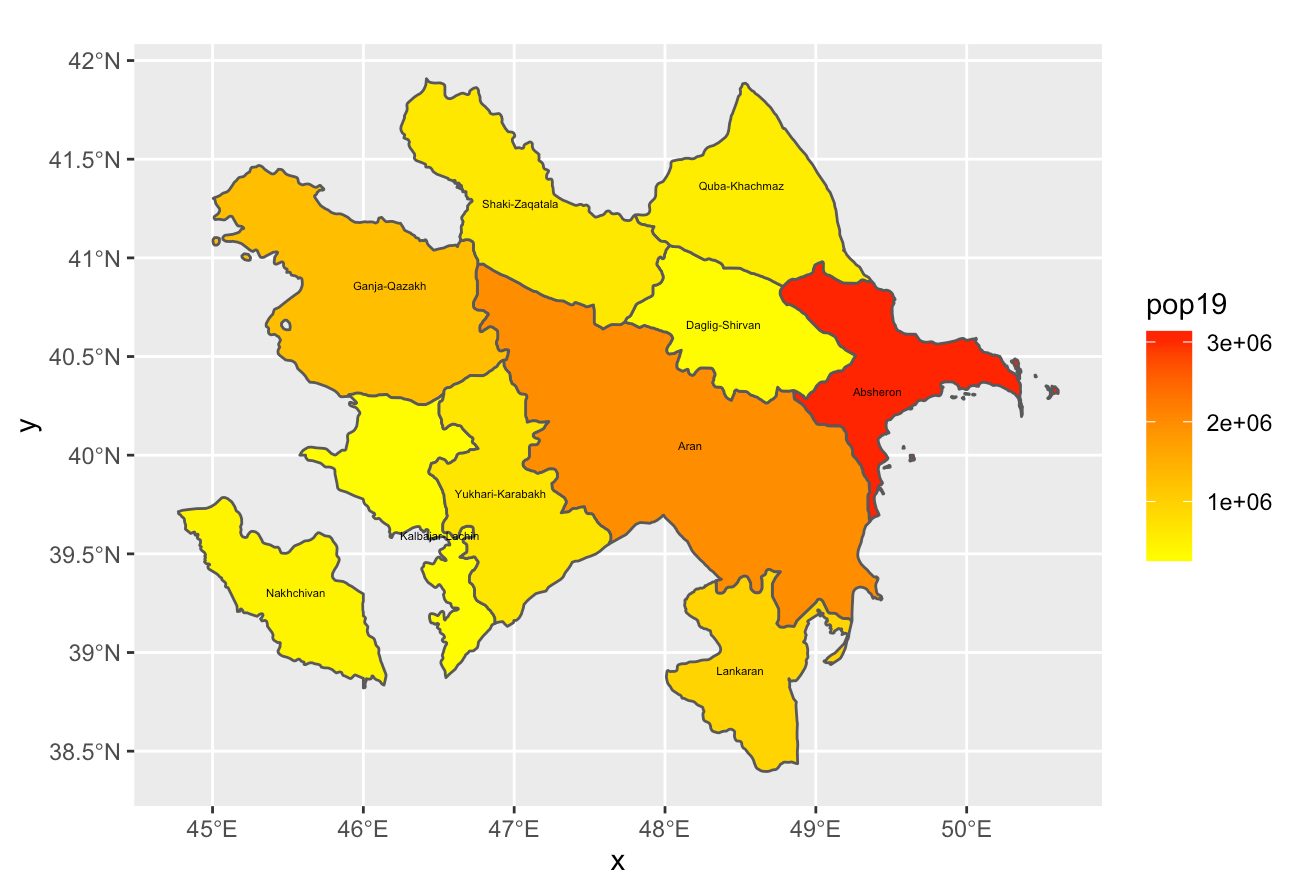 42°N
41.5°N
41°N
40.5°N
40°N
39.5°N
39°N
38.5°N
y
Quba-Khachmaz
Shaki-Zaqatala
Ganja-Qazakh
Daglig-Shirvan
Absheron
Aran
Yukhari-Karabakh
Kalbajar-Lachin
Nakhchivan
Lankaran
45°E 46°E 47°E 48°E 49°E 50°E
x
pop19
3e+06
2e+06
1e+06